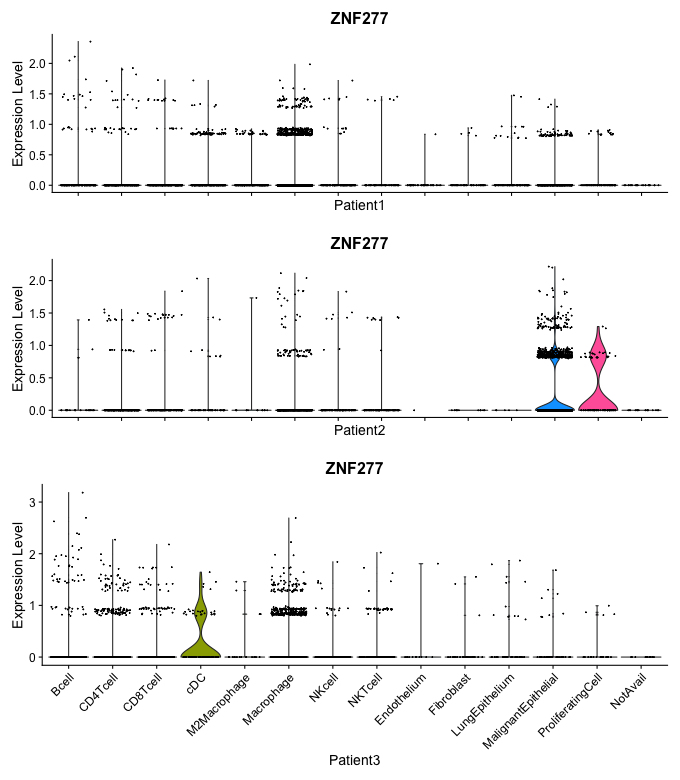 ZNF277
Expression Level
2.0
1.5
1.0
0.5
0.0
Patient1
ZNF277
Expression Level
2.0
1.5
1.0
0.5
0.0
Patient2
ZNF277
Expression Level
3
2
1
0
Bcell
CD4Tcell
CD8Tcell
cDC
M2Macrophage
Macrophage
NKcell
NKTcell
Endothelium
Fibroblast
LungEpithelium
MalignantEpithelial
ProliferatingCell
NotAvail
Patient3